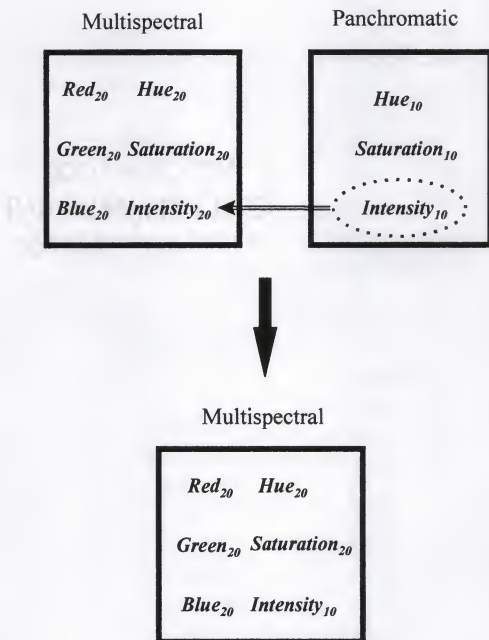 Multispectral Panchromatic
Red20 Hue20
Green20 Saturation20
Blue20 Intensity20
Hue10
Saturation10
Intensity10
Multispectral
Red20 Hue20
Green20 Saturation20
Blue20 Intensity10